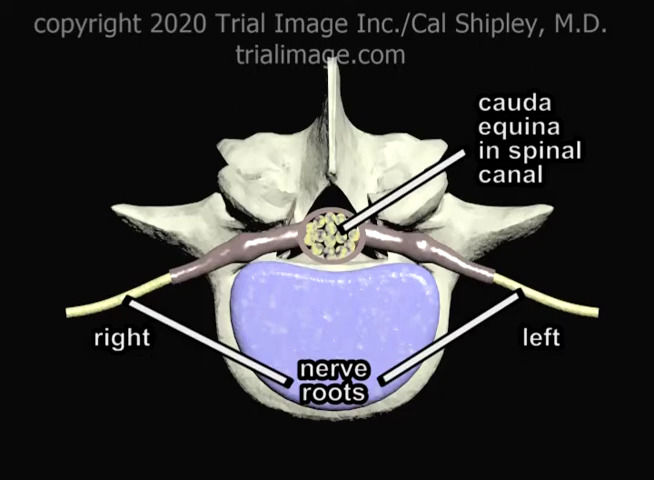 copyright 2020 Trial Image Inc./Cal Shipley, M.D.
trialimage.com
cauda
equina
in spinal
canal
right
left
nerve
roots